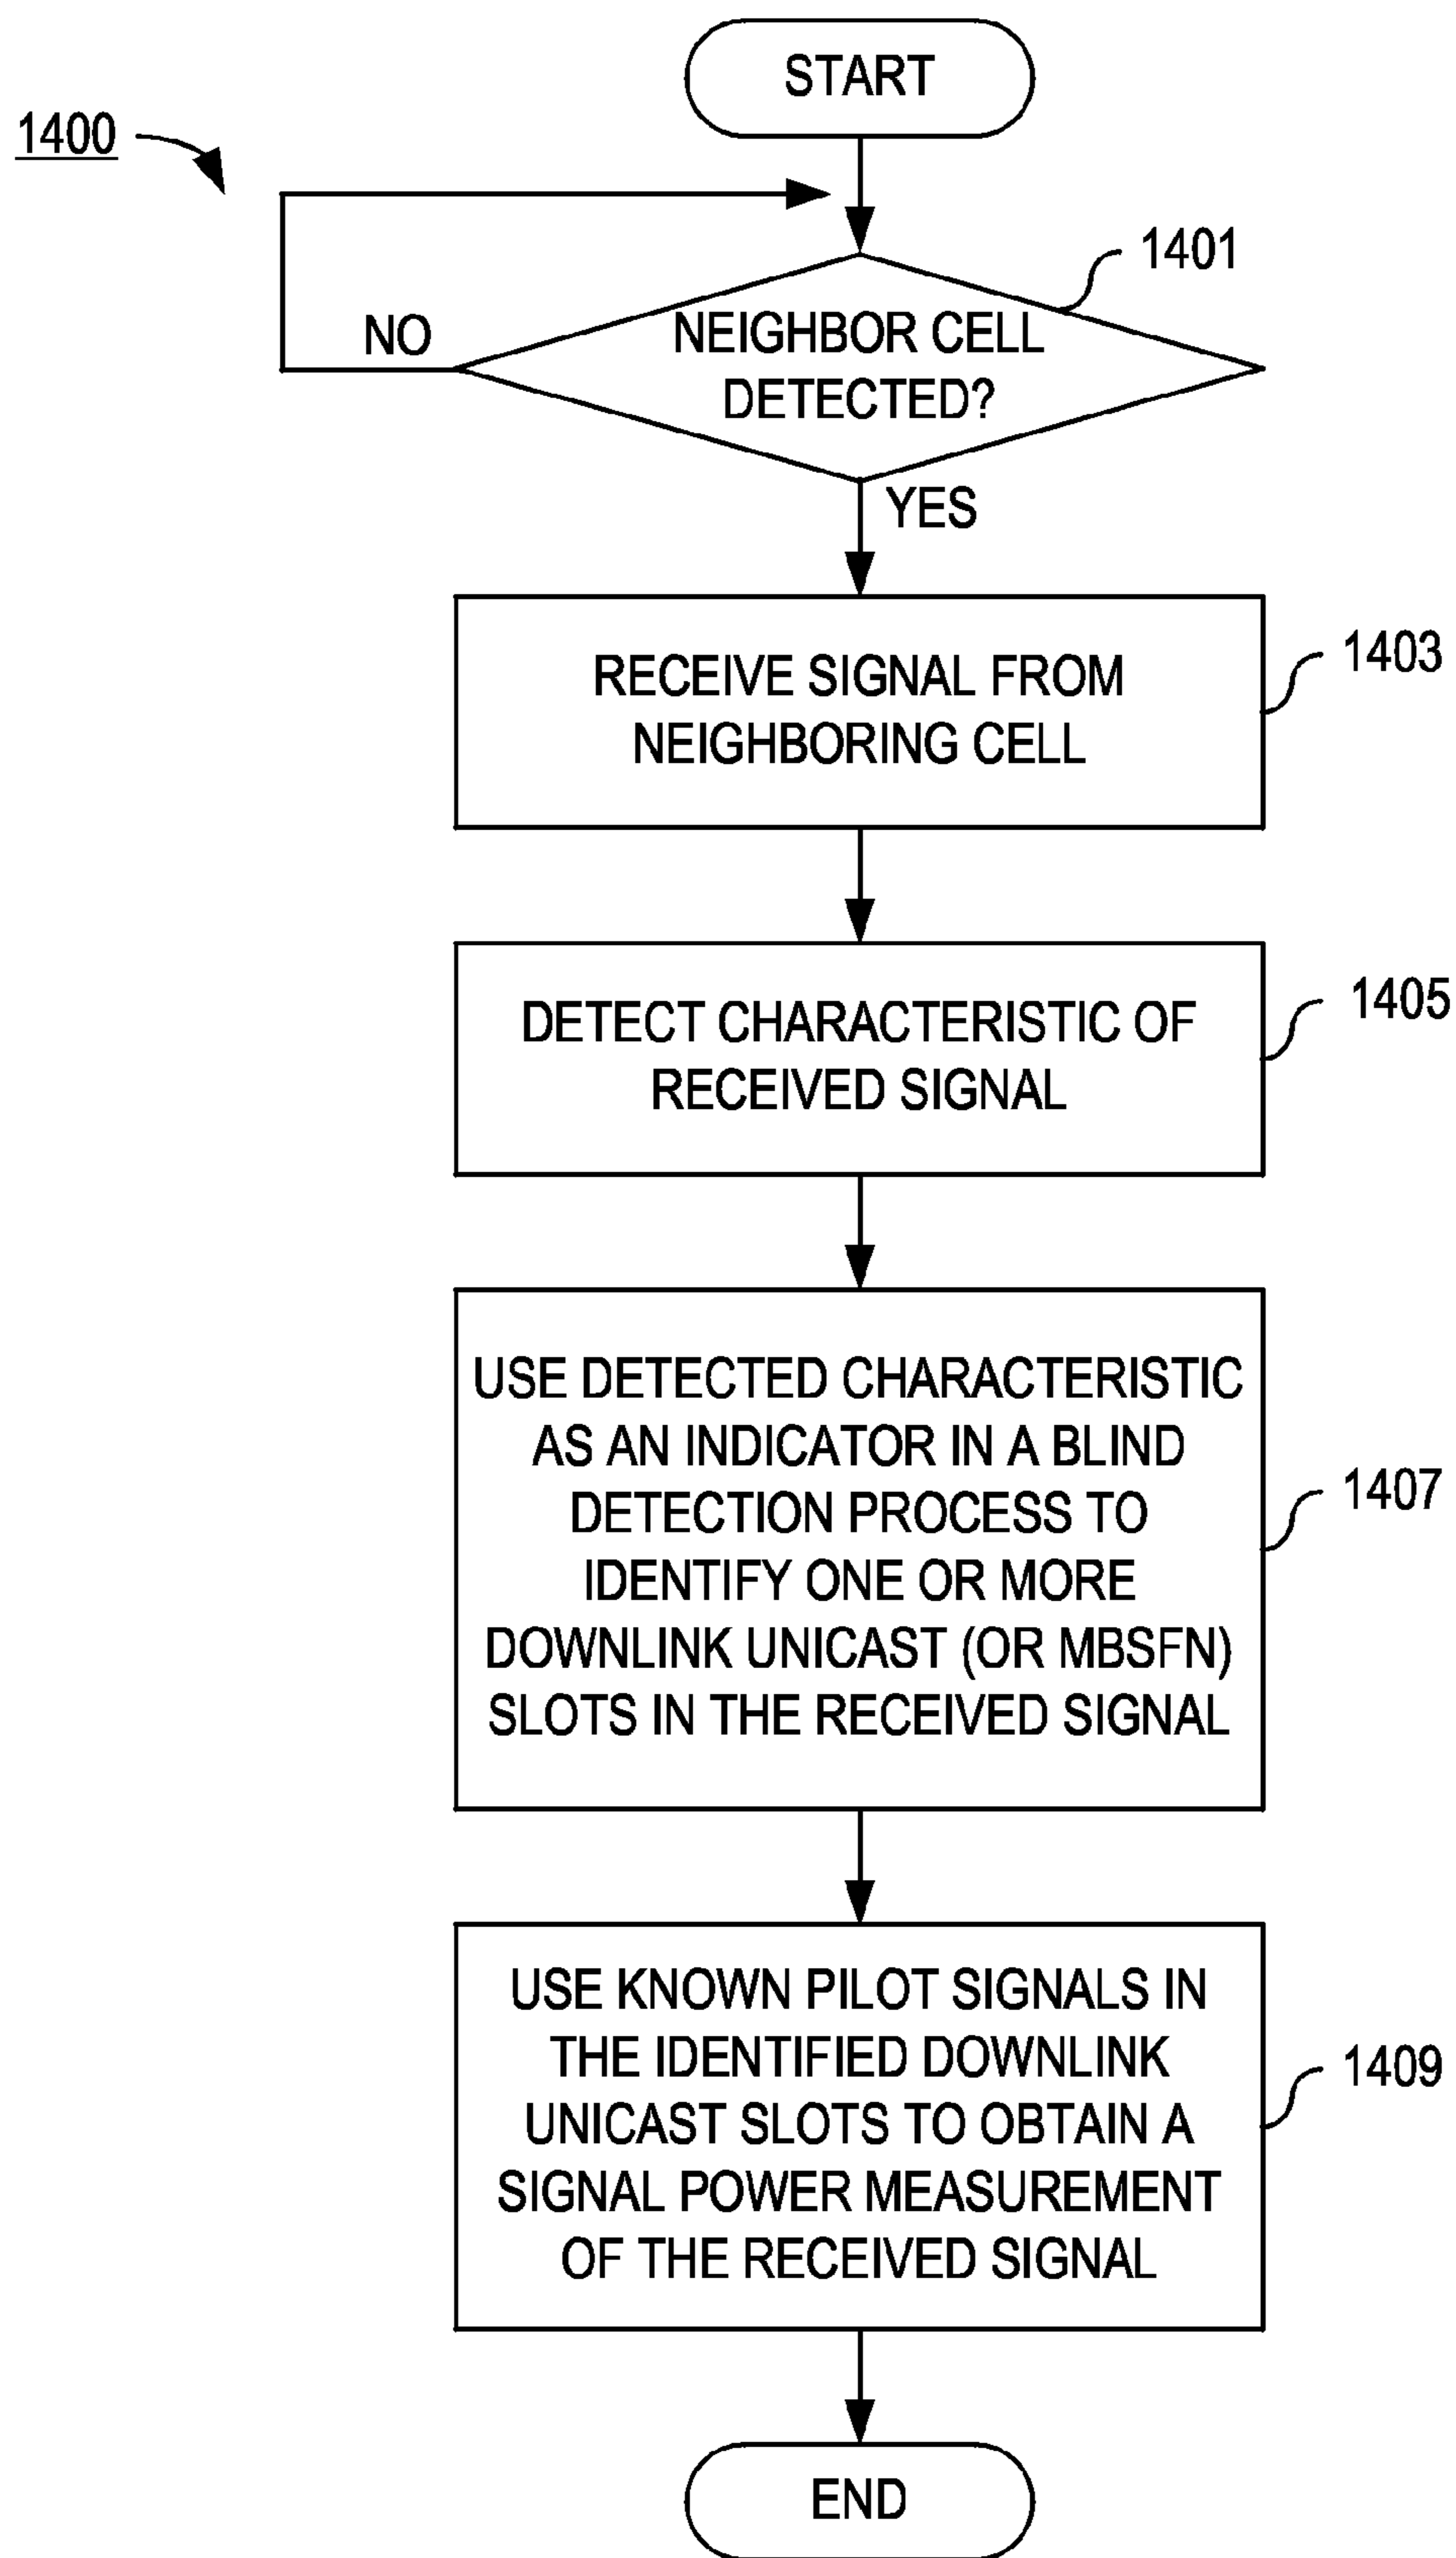 START
1400
1401
NEIGHBOR CELL
DETECTED?
NO
YES
RECEIVE SIGNAL FROM
NEIGHBORING CELL
1403
DETECT CHARACTERISTIC OF
RECEIVED SIGNAL
1405
USE DETECTED CHARACTERISTIC
AS AN INDICATOR IN A BLIND
DETECTION PROCESS TO
IDENTIFY ONE OR MORE
DOWNLINK UNICAST (OR MBSFN)
SLOTS IN THE RECEIVED SIGNAL
1407
USE KNOWN PILOT SIGNALS IN
THE IDENTIFIED DOWNLINK
UNICAST SLOTS TO OBTAIN A
SIGNAL POWER MEASUREMENT
OF THE RECEIVED SIGNAL
1409
END